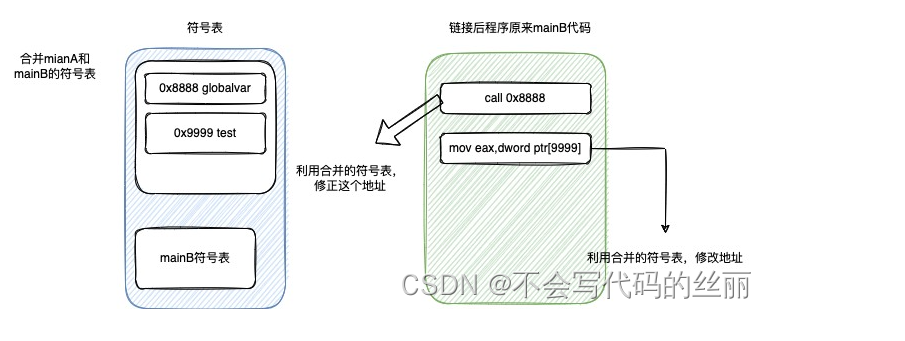 符号表
合并mianA和
mainB的符号表
0x8888 globalvar
0x9999 test
mainB符号表
链接后程序原来mainB代码
call 0x8888
mov eax,dword ptr[9999]
利用合并的符号表，
修正这个地址
利用合并的符号表，修改地址
CSDN @不会写代码的丝丽